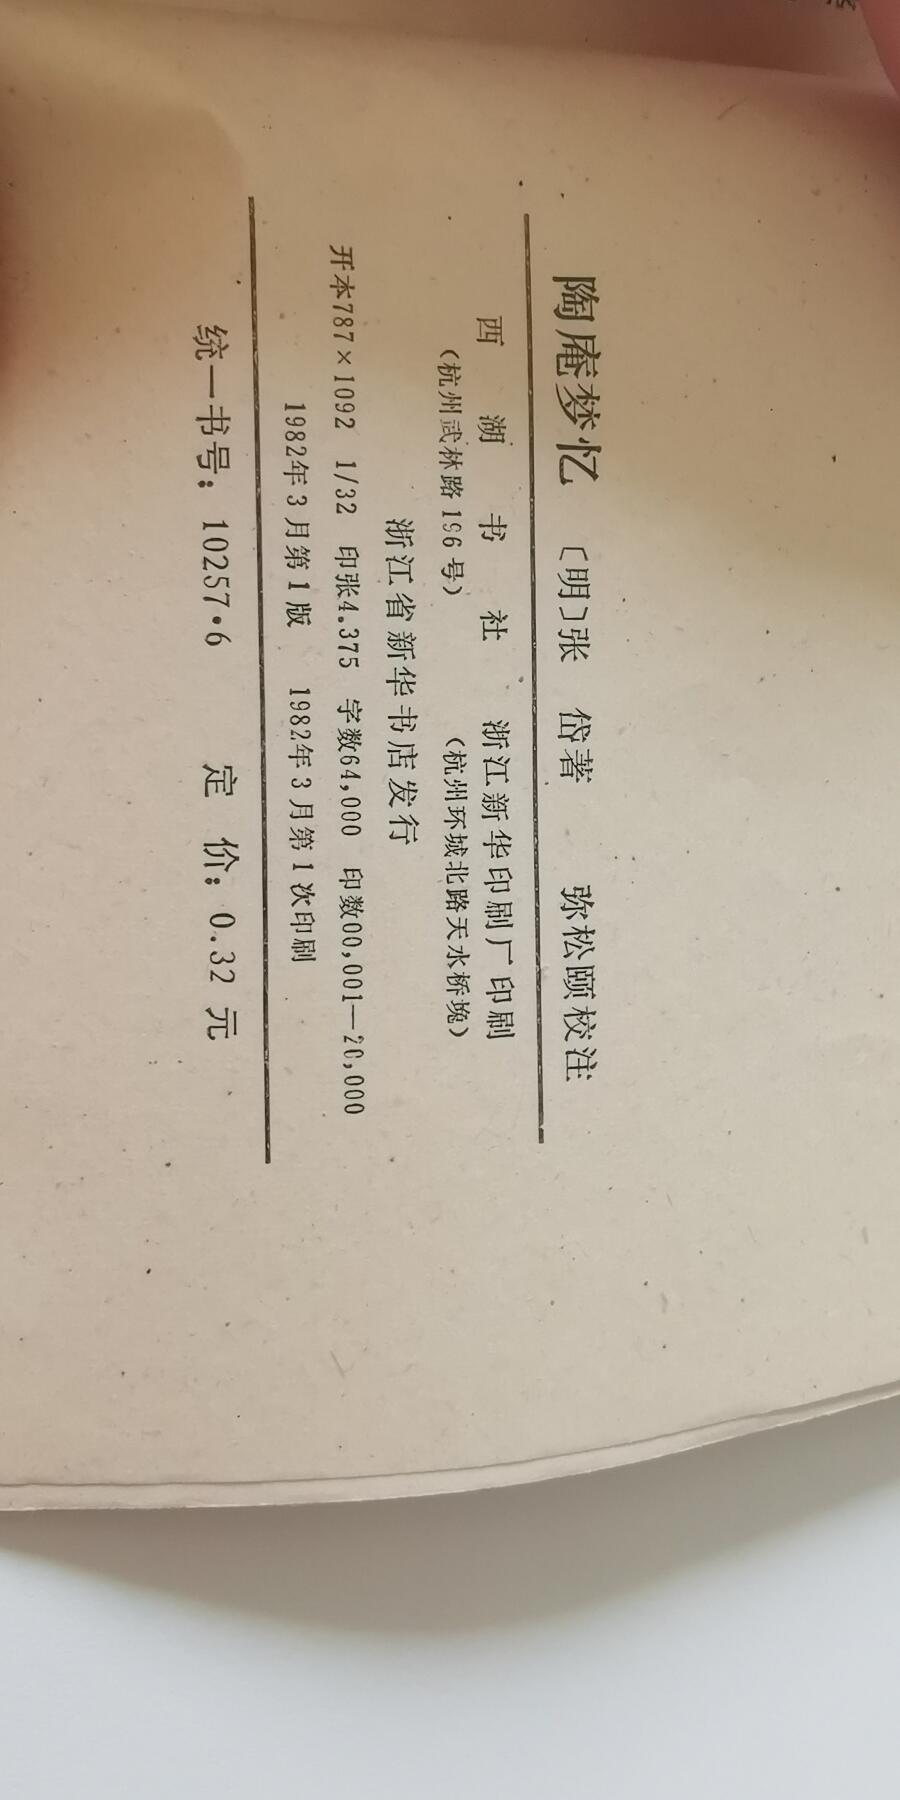 陶庵梦忆 〔明〕张 岱著 弥松颐校注
西湖书社 浙江新华印刷厂印刷
(杭州武林路196号) (杭州环城北路天水桥堍)
浙江省新华书店发行
开本787×1092 1/32 印张4.375 字数64,000 印数00,001—20,000
1982年3月第1版 1982年3月第1次印刷
统一书号:10257·6 定 价:0.32 元